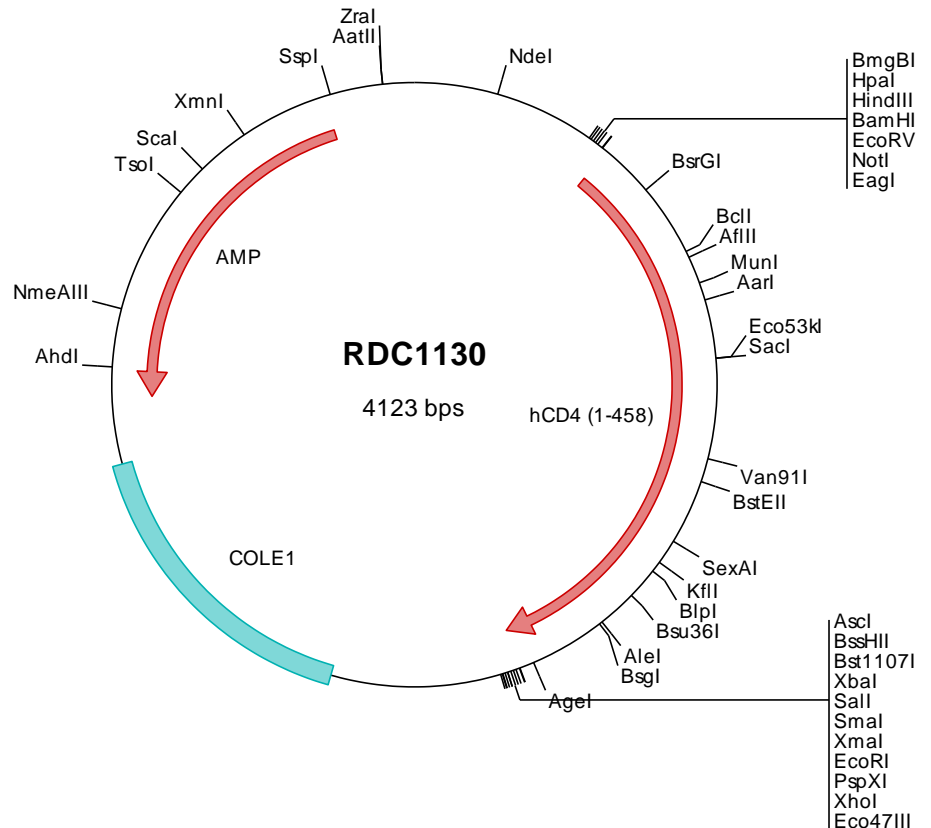 ZraI
AatII
SspI
NdeI
XmnI
ScaI
TsoI
NmeAIII
AhdI
BmgBI
HpaI
HindIII
BamHI
EcoRV
NotI
EagI
BsrGI
BclI
AflII
MunI
AarI
Eco53kI
SacI
AMP
RDC1130
4123 bps
hCD4 (1-458)
Van91I
BstEII
COLE1
SexAI
KflI
BlpI
Bsu36I
AleI
BsgI
AgeI
AscI
BssHII
Bst1107I
XbaI
SalI
SmaI
XmaI
EcoRI
PspXI
XhoI
Eco47III